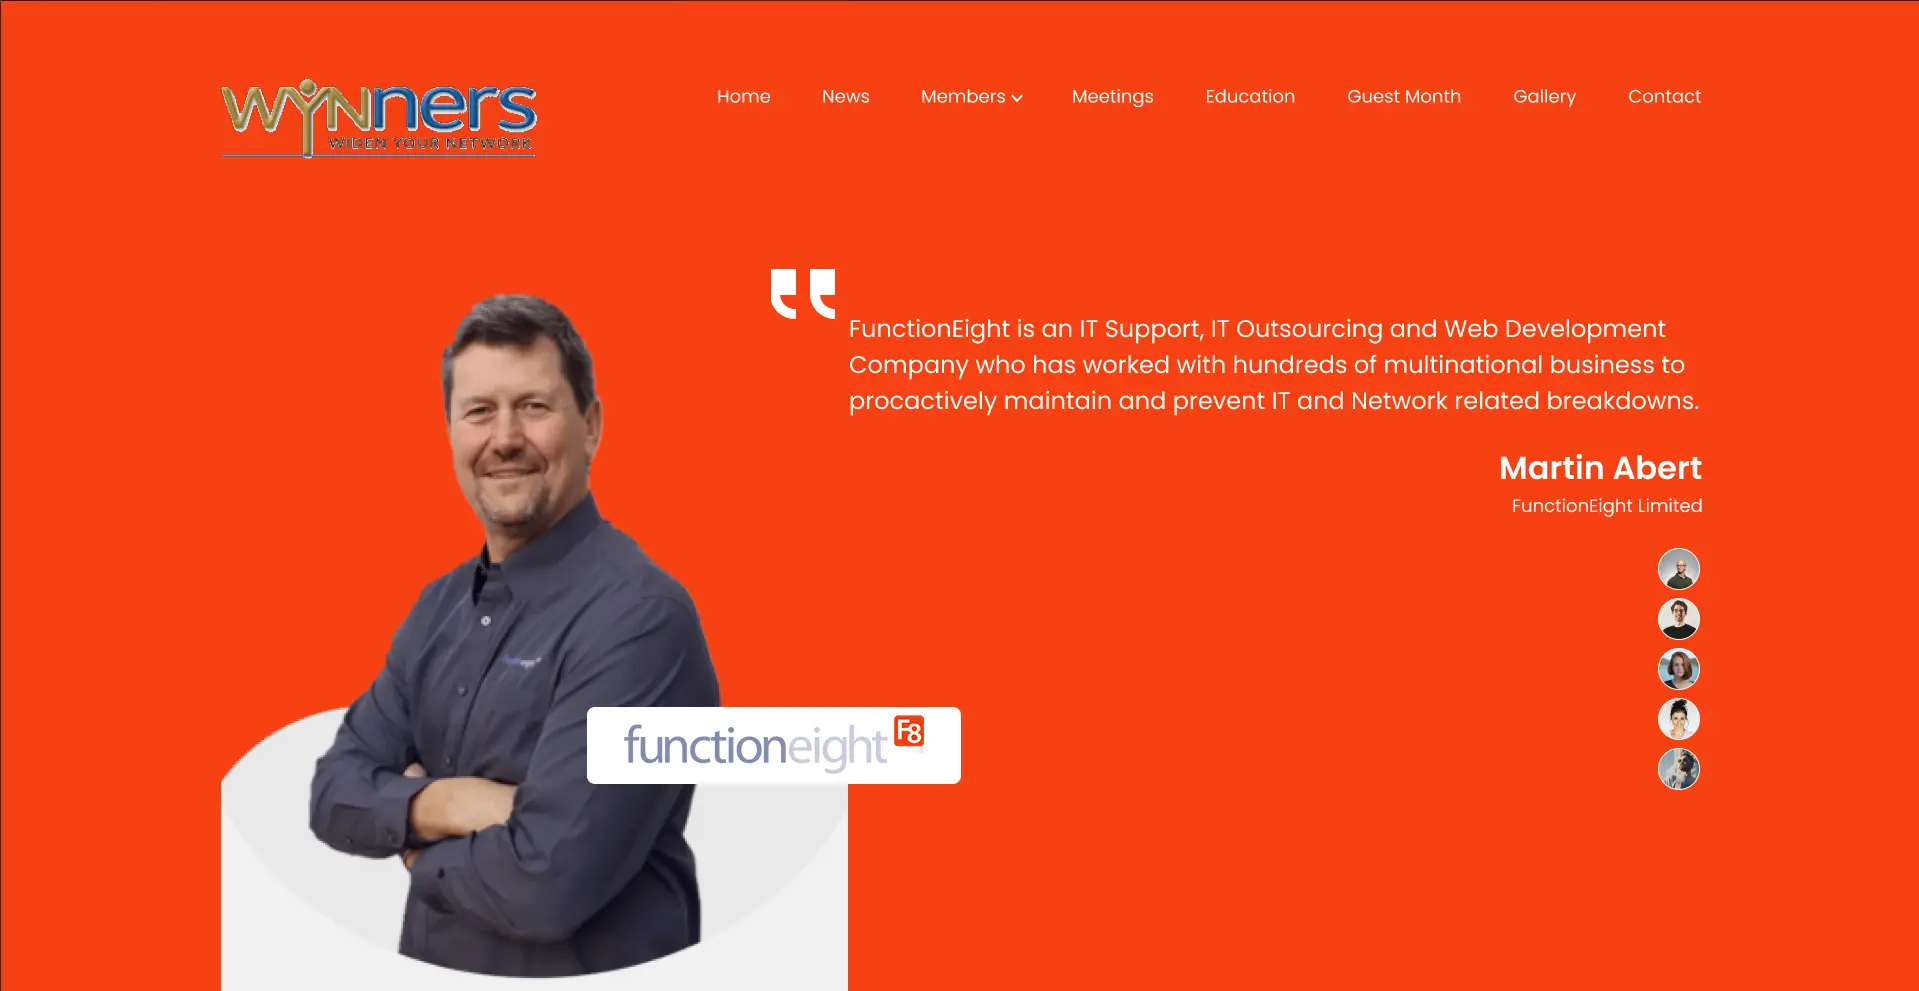 WYNners
WIDEN YOUR NETWORK
Home News Members Meetings Education Guest Month Gallery Contact
FunctionEight is an IT Support, IT Outsourcing and Web Development
Company who has worked with hundreds of multinational business to
procactively maintain and prevent IT and Network related breakdowns.
Martin Abert
FunctionEight Limited
functioneight F8